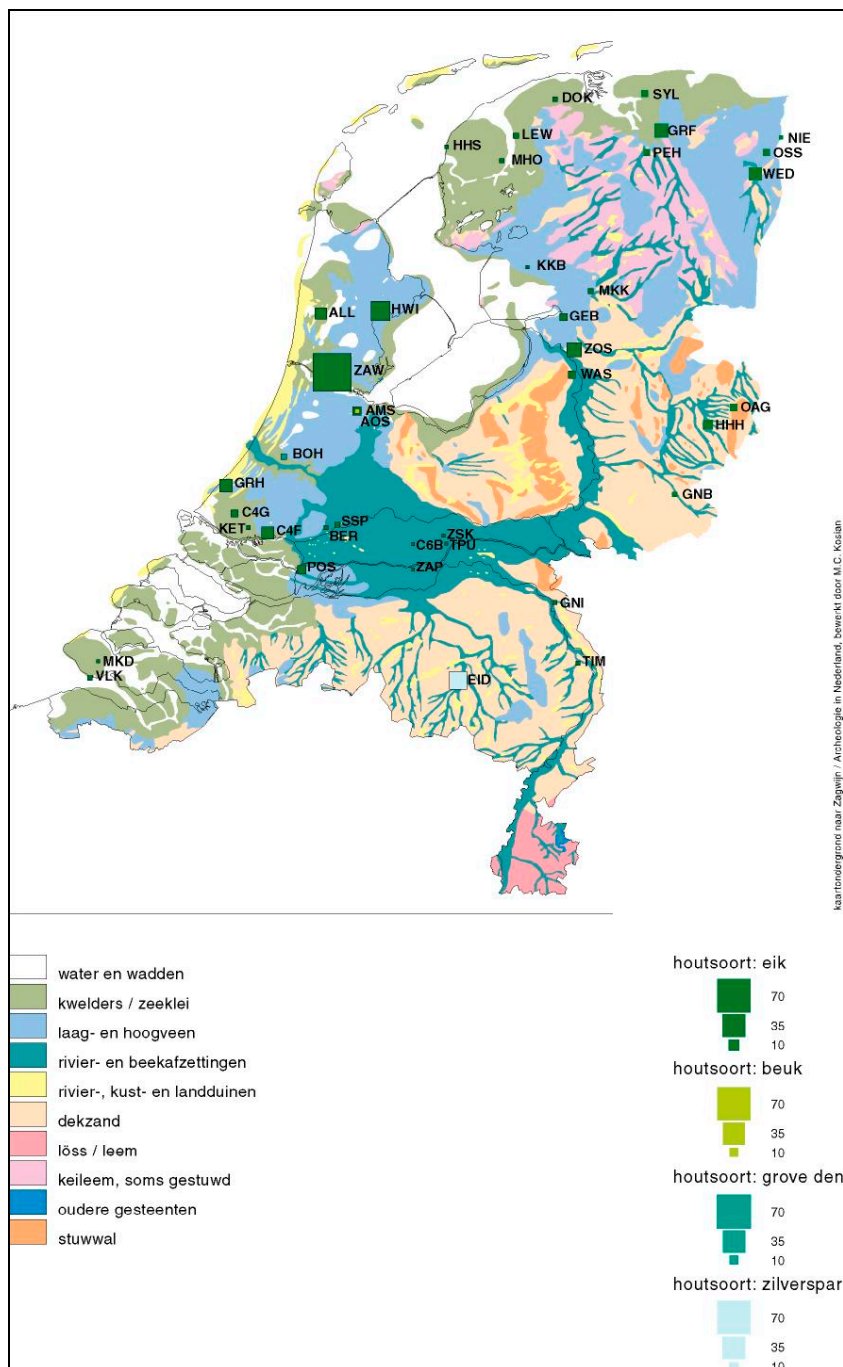 DOK
SYL
GRF
LEW
NIE
HHS
PEH
OSS
MHO
WED
KKB
MKK
ALL
HWI
GEB
ZOS
ZAW
WAS
AMS
AOS
OAG
HHH
BOH
GRH
GNB
C4G
SSP
KET
C4F
BER
ZSK
C6B
TPU
POS
ZAP
GNI
MKD
TIM
VLK
EID
kaartondergrond naar Zagwijn / Archeologie in Nederland, bewerkt door M.C. Kosian
water en wadden
kwelders / zeeklei
laag- en hoogveen
rivier- en beekafzettingen
rivier-, kust- en landduinen
dekzand
löss / leem
keileem, soms gestuwd
oudere gesteenten
stuwwal
houtsoort: eik
70
35
10
houtsoort: beuk
70
35
10
houtsoort: grove den
70
35
10
houtsoort: zilverspar
70
35
10